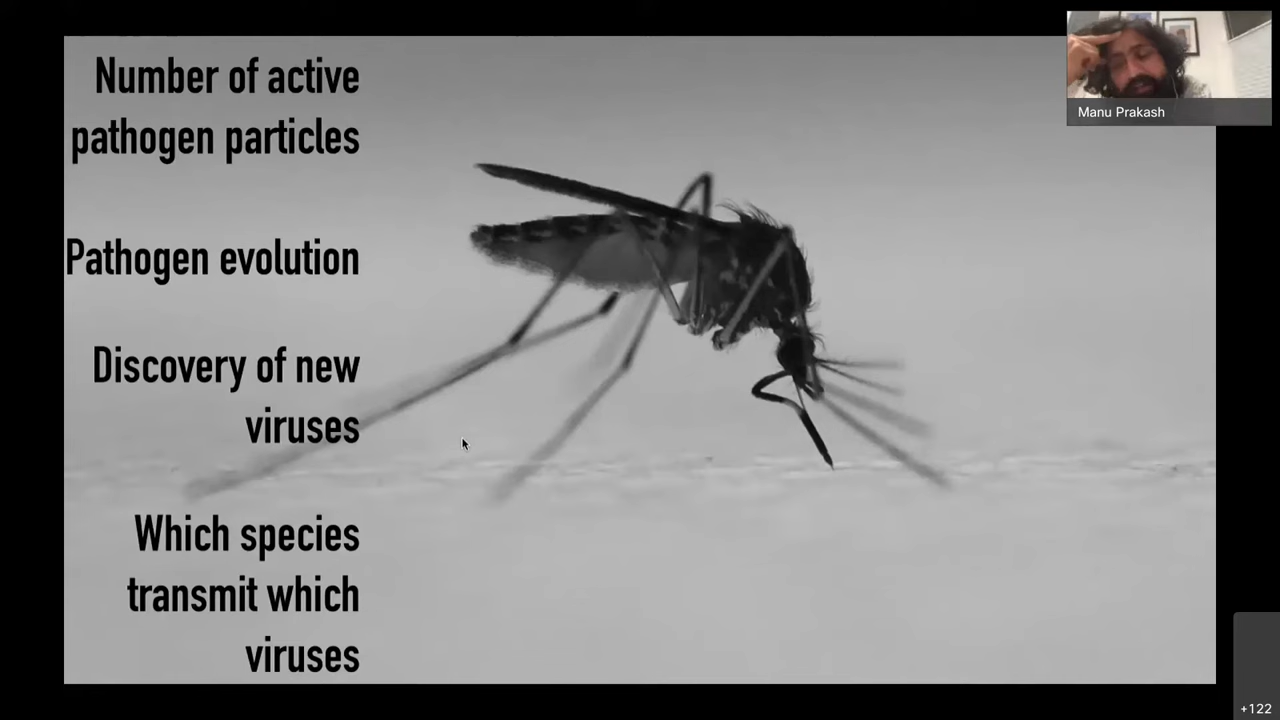 Number of active
pathogen particles
Pathogen evolution
Discovery of new
viruses
Which species
transmit which
viruses
Manu Prakash
+122